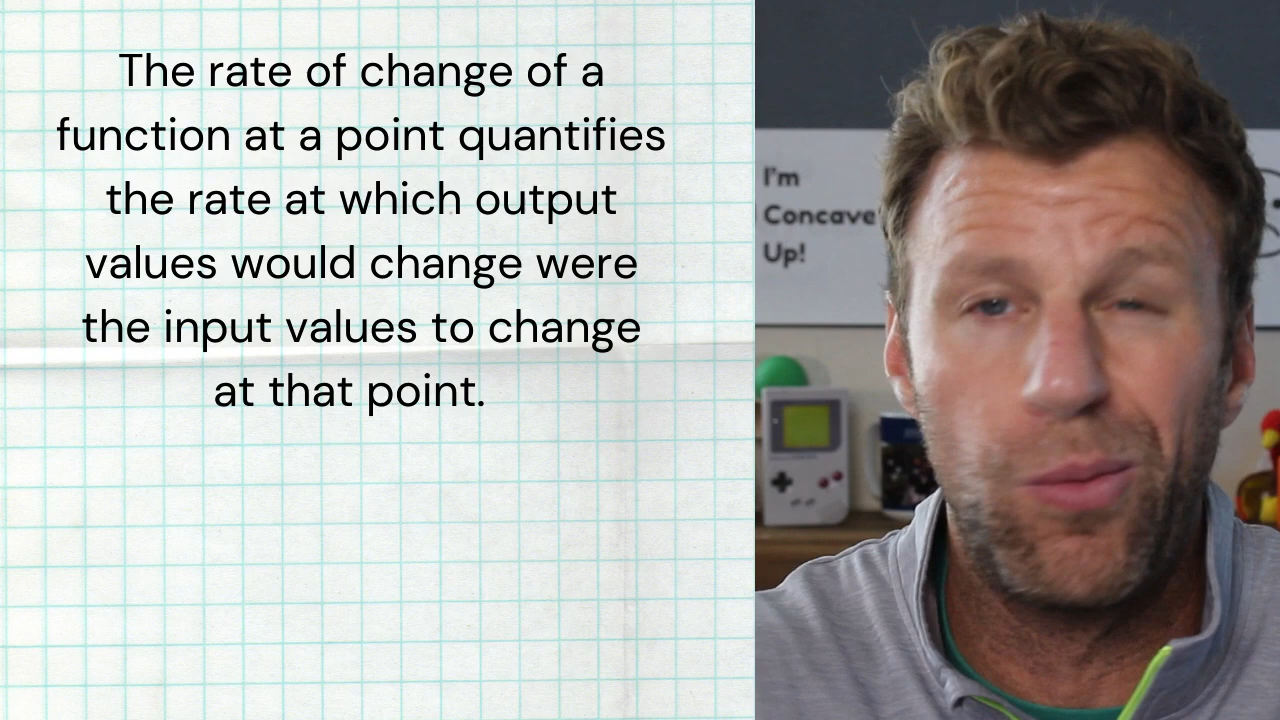 The rate of change of a
function at a point quantifies
the rate at which output
values would change were
the input values to change
at that point.
I'm
Concave
Up!